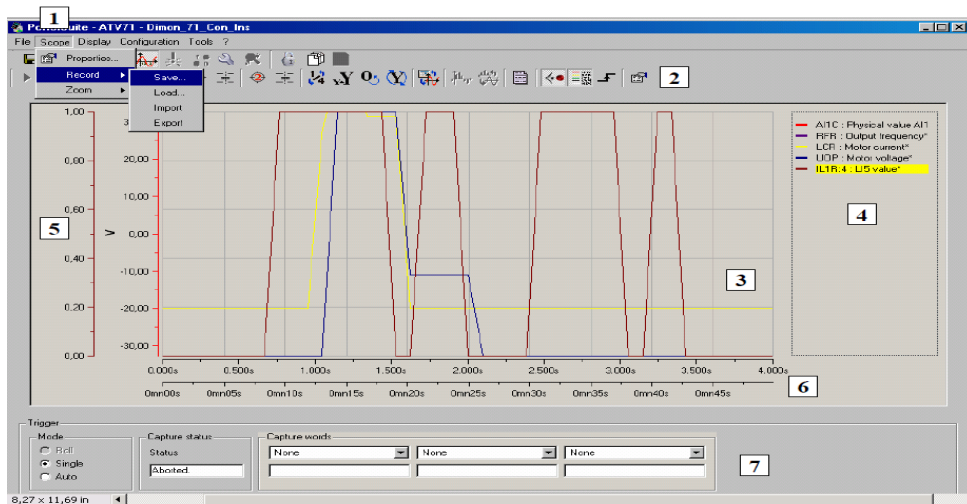 1
PowerSuite - ATV71 - Dimon_71_Con_Ins
File Scope Display Configuration Tools ?
Properties...
Record
Save...
Zoom
Load...
Import
Export
2
1,00
0,80
0,60
0,40
0,20
0,00
5
V
20,00
0,00
-10,00
-20,00
-30,00
3
AI1C : Physical value AI1
RFR : Output frequency*
LCR : Motor current*
UOP : Motor voltage*
IL1R:4 : LI5 value*
4
0.000s 0.500s 1.000s 1.500s 2.000s 2.500s 3.000s 3.500s 4.000s
0mn00s 0mn05s 0mn10s 0mn15s 0mn20s 0mn25s 0mn30s 0mn35s 0mn40s 0mn45s
6
Trigger
Mode
Roll
Single
Auto
Capture status
Status
Aborted.
Capture words
None None None
7
8,27 x 11,69 in